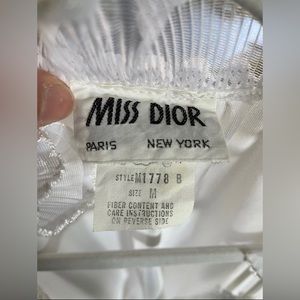 MISS DIOR
PARIS NEW YORK
STYLE M1778 B
SIZE M
FIBER CONTENT AND
CARE INSTRUCTIONS
ON REVERSE SIDE